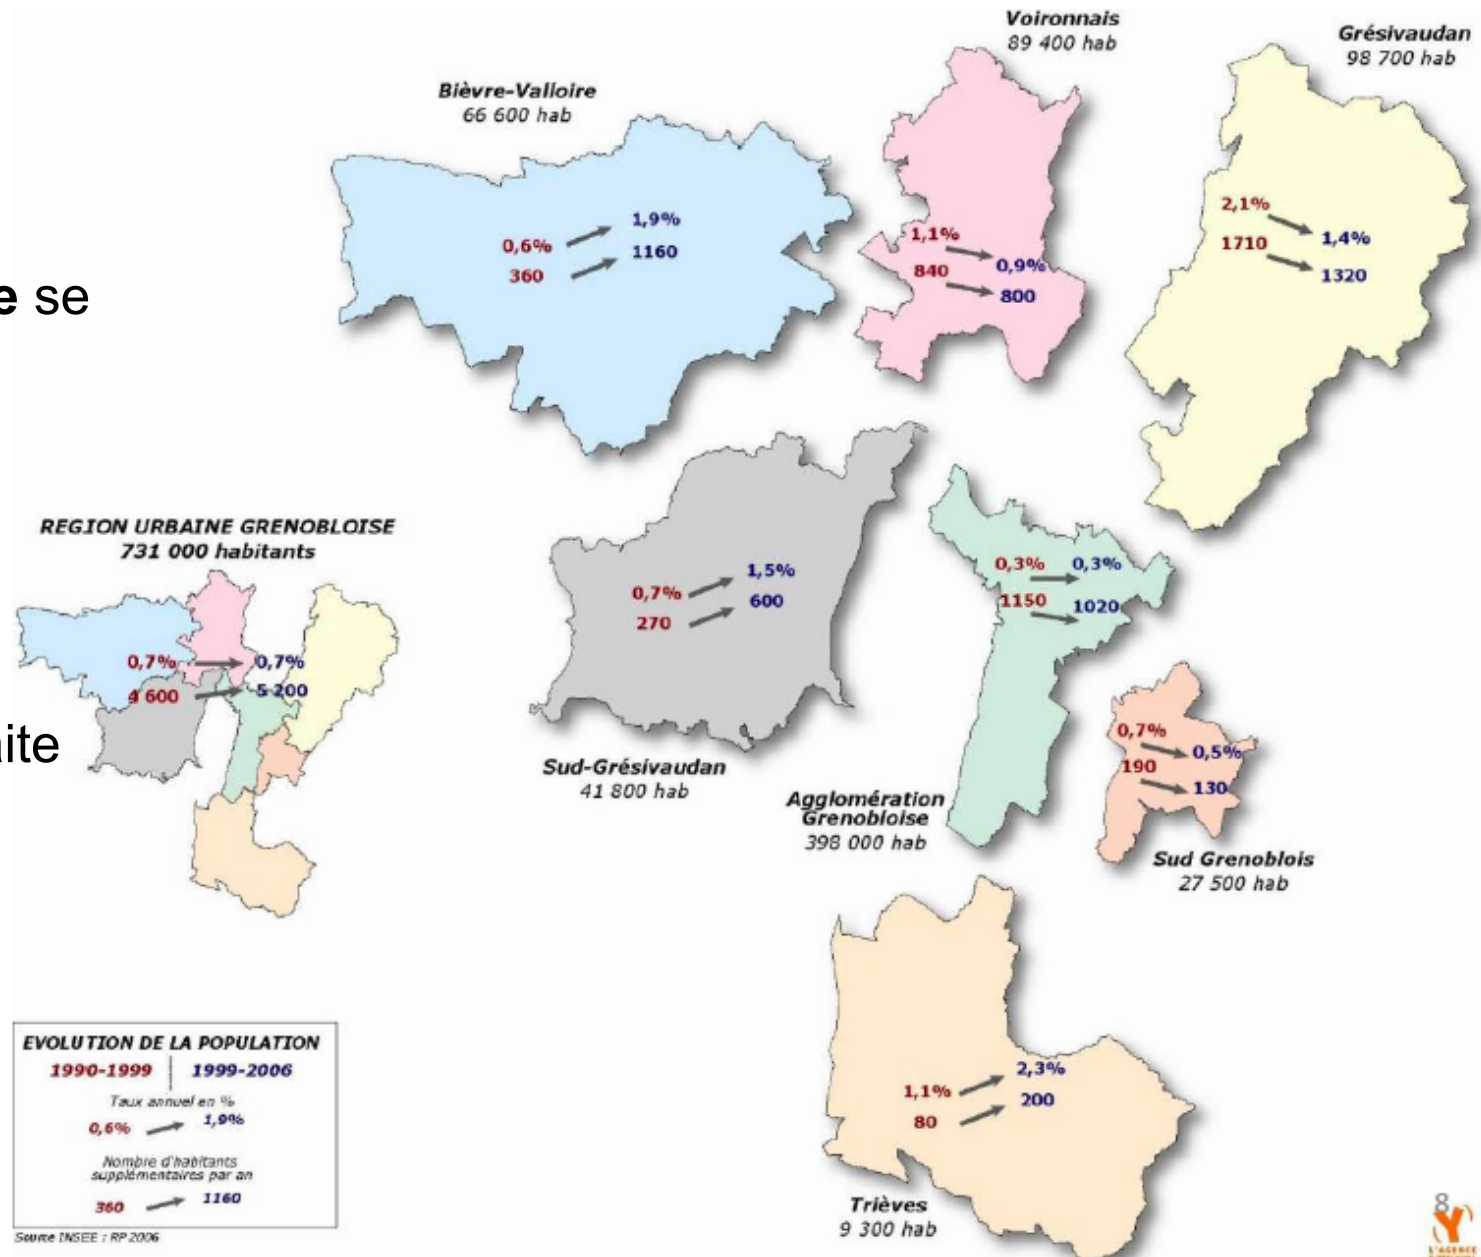 Voironnais
89 400 hab
Grésivaudan
98 700 hab
Bièvre-Valloire
66 600 hab
0,6%
1,9%
360
1160
1,1%
0,9%
840
800
2,1%
1,4%
1710
1320
e se
REGION URBAINE GRENOBLOISE
731 000 habitants
0,7%
0,7%
4 600
5 200
0,7%
1,5%
270
600
Sud-Grésivaudan
41 800 hab
0,3%
0,3%
1150
1020
Agglomération
Grenobloise
398 000 hab
0,7%
0,5%
190
130
Sud Grenoblois
27 500 hab
aite
1,1%
2,3%
80
200
Trièves
9 300 hab
EVOLUTION DE LA POPULATION
1990-1999
1999-2006
Taux annuel en %
0,6%
1,9%
Nombre d'habitants
supplémentaires par an
360
1160
Source INSEE : RP 2006
8
L'AGENCE